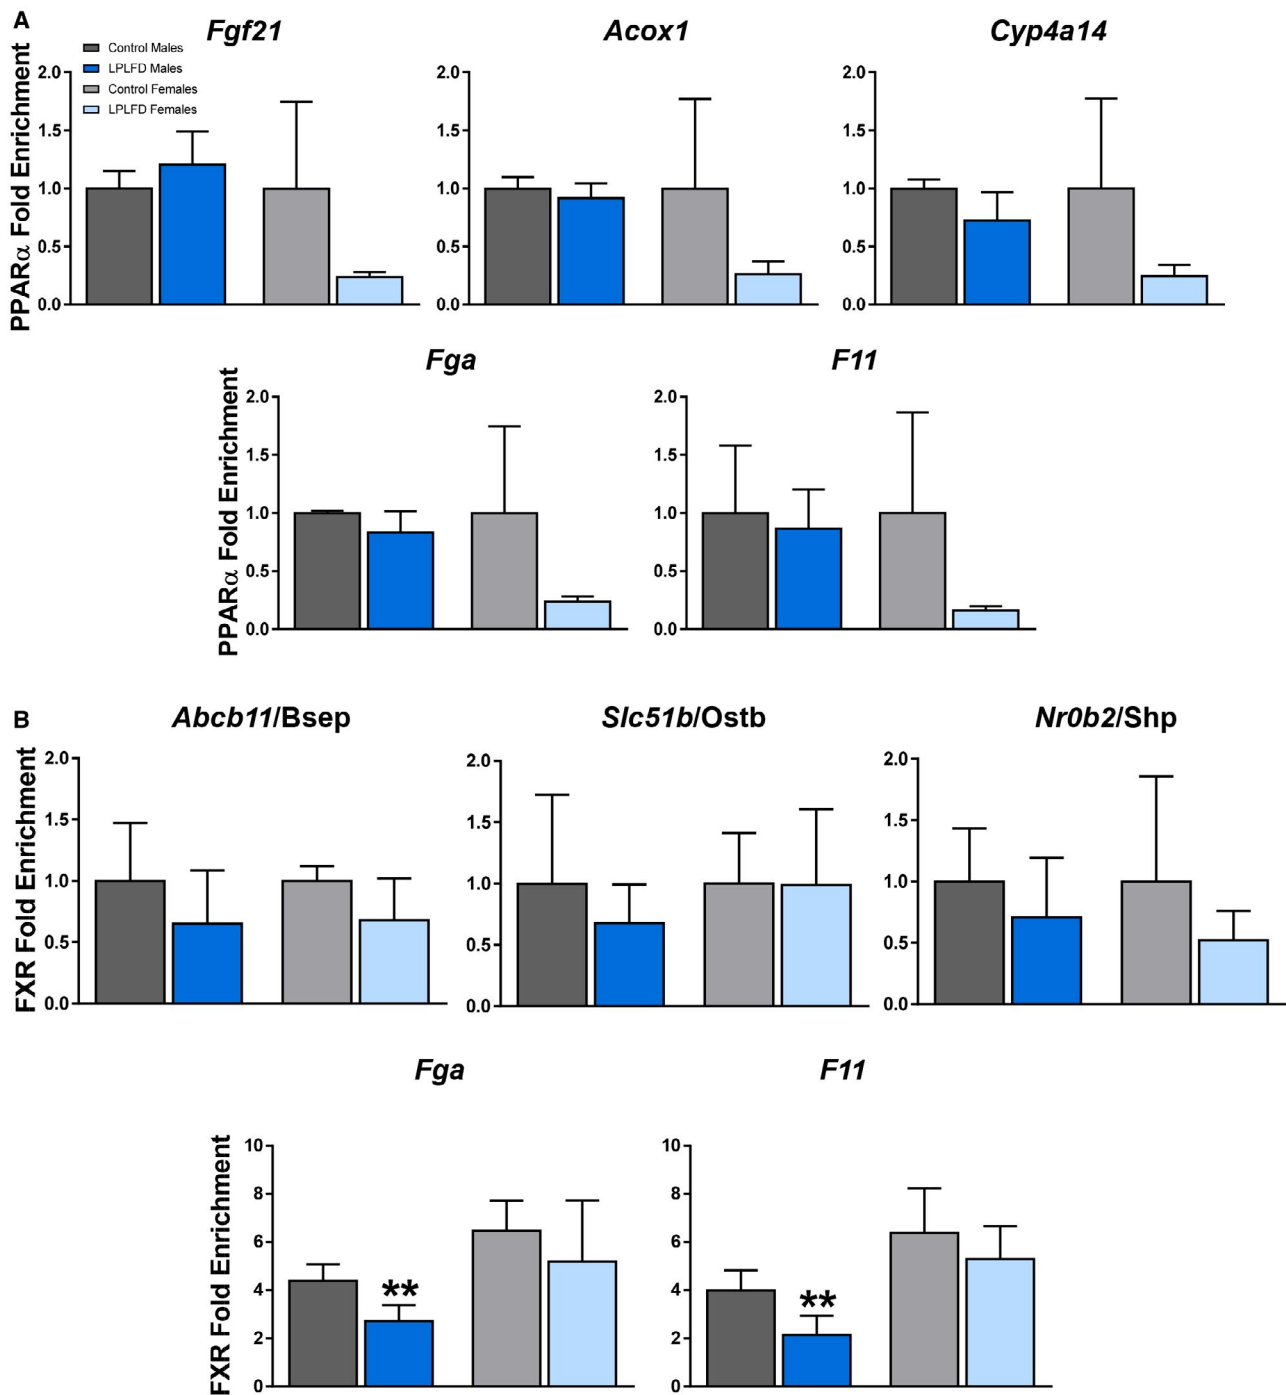 A
Fgf21
Acox1
Cyp4a14
Control Males
LPLFD Males
Control Females
LPLFD Females
PPARα Fold Enrichment
2.0
1.5
1.0
0.5
0.0
2.0
1.5
1.0
0.5
0.0
2.0
1.5
1.0
0.5
0.0
Fga
F11
PPARα Fold Enrichment
2.0
1.5
1.0
0.5
0.0
2.0
1.5
1.0
0.5
0.0
B
Abcb11/Bsep
Slc51b/Ostb
Nr0b2/Shp
FXR Fold Enrichment
2.0
1.5
1.0
0.5
0.0
2.0
1.5
1.0
0.5
0.0
2.0
1.5
1.0
0.5
0.0
Fga
F11
FXR Fold Enrichment
10
8
6
4
2
0
**
10
8
6
4
2
0
**